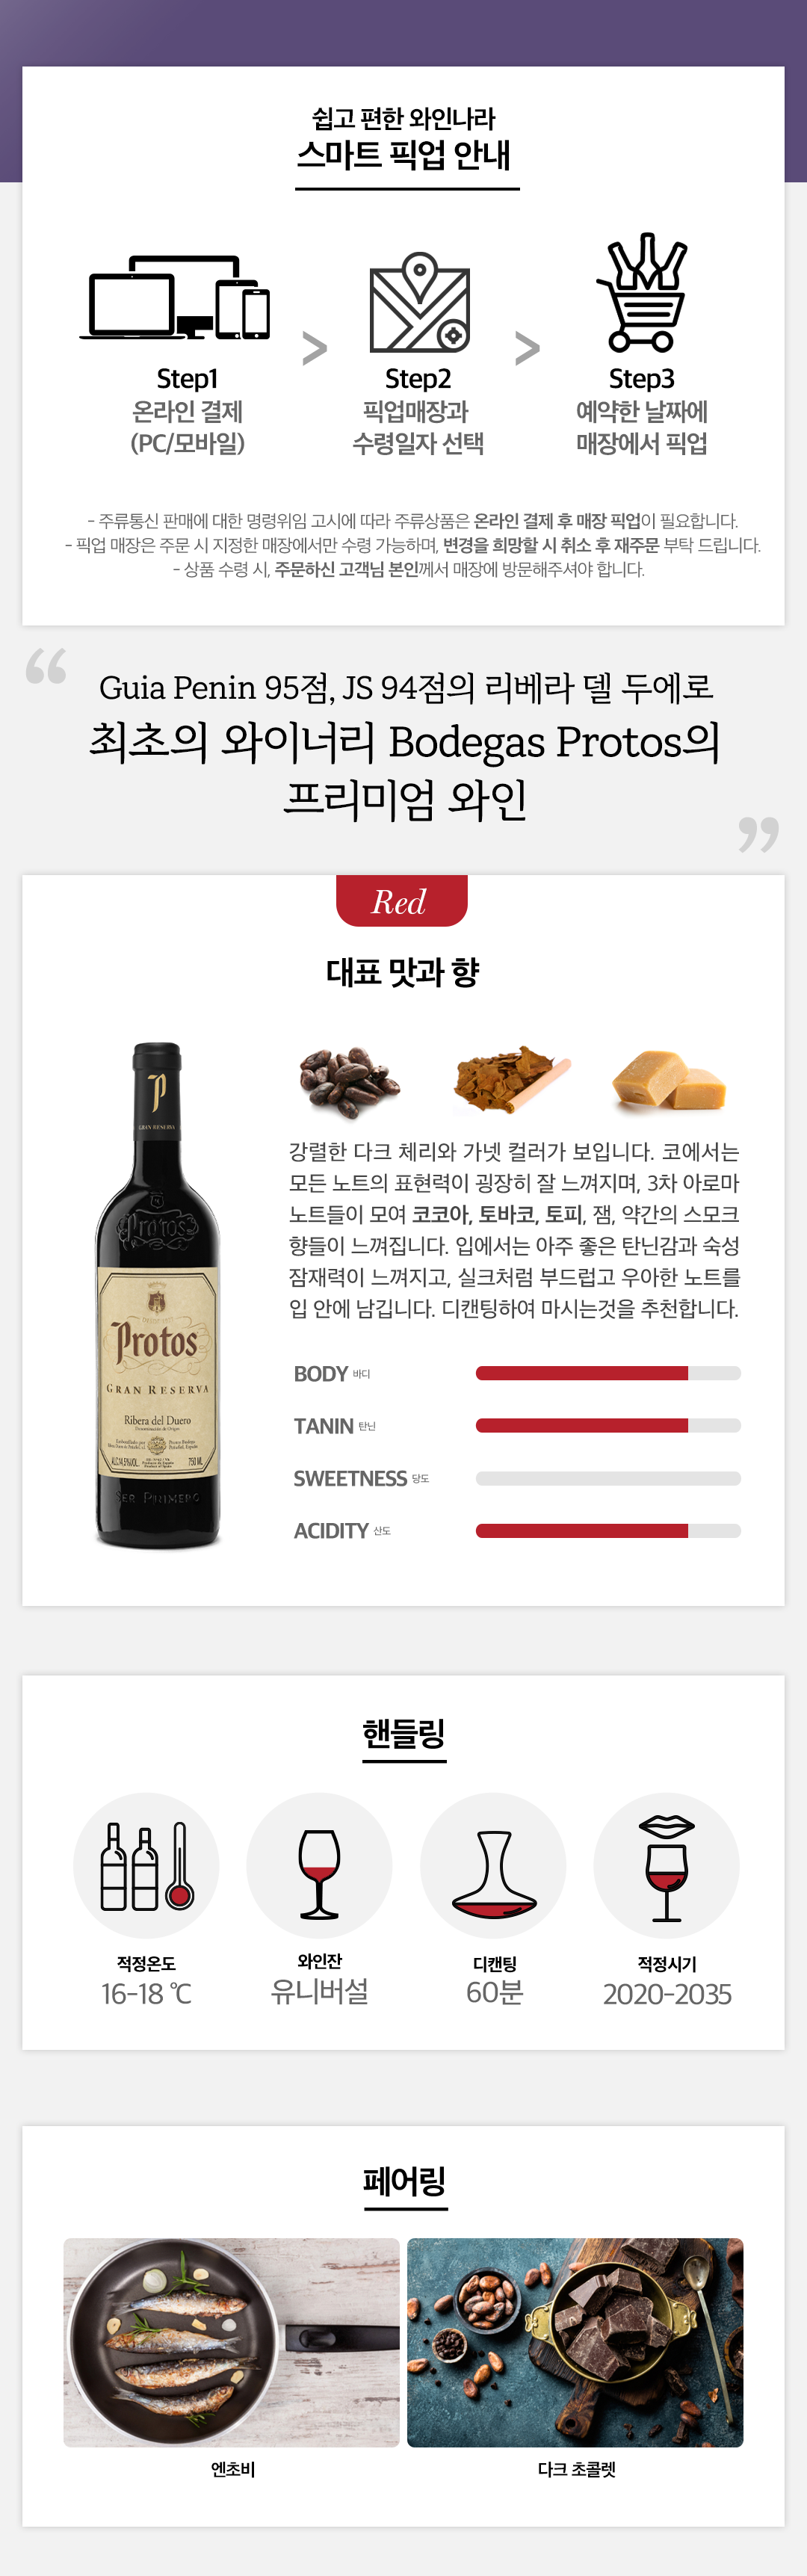 쉽고 편한 와인나라
스마트 픽업 안내
Step1
온라인 결제
(PC/모바일)
>
Step2
픽업매장과
수령일자 선택
>
Step3
예약한 날짜에
매장에서 픽업
- 주류통신 판매에 대한 명령위임 고시에 따라 주류상품은 온라인 결제 후 매장 픽업이 필요합니다.
- 픽업 매장은 주문 시 지정한 매장에서만 수령 가능하며, 변경을 희망할 시 취소 후 재주문 부탁 드립니다.
- 상품 수령 시, 주문하신 고객님 본인께서 매장에 방문해주셔야 합니다.
“
Guia Penin 95점, JS 94점의 리베라 델 두에로
최초의 와이너리 Bodegas Protos의
프리미엄 와인
”
Red
대표 맛과 향
P
GRAN RESERVA
Protos
Protos
GRAN RESERVA
Ribera del Duero
Denominación de Origen
ALC.14,5%VOL.
750 ML
SER PRIMERO
강렬한 다크 체리와 가넷 컬러가 보입니다. 코에서는
모든 노트의 표현력이 굉장히 잘 느껴지며, 3차 아로마
노트들이 모여 코코아, 토바코, 토피, 잼, 약간의 스모크
향들이 느껴집니다. 입에서는 아주 좋은 탄닌감과 숙성
잠재력이 느껴지고, 실크처럼 부드럽고 우아한 노트를
입 안에 남깁니다. 디캔팅하여 마시는것을 추천합니다.
BODY 바디
TANIN 탄닌
SWEETNESS 당도
ACIDITY 산도
핸들링
적정온도
16-18 ℃
와인잔
유니버설
디캔팅
60분
적정시기
2020-2035
페어링
엔초비
다크 초콜렛